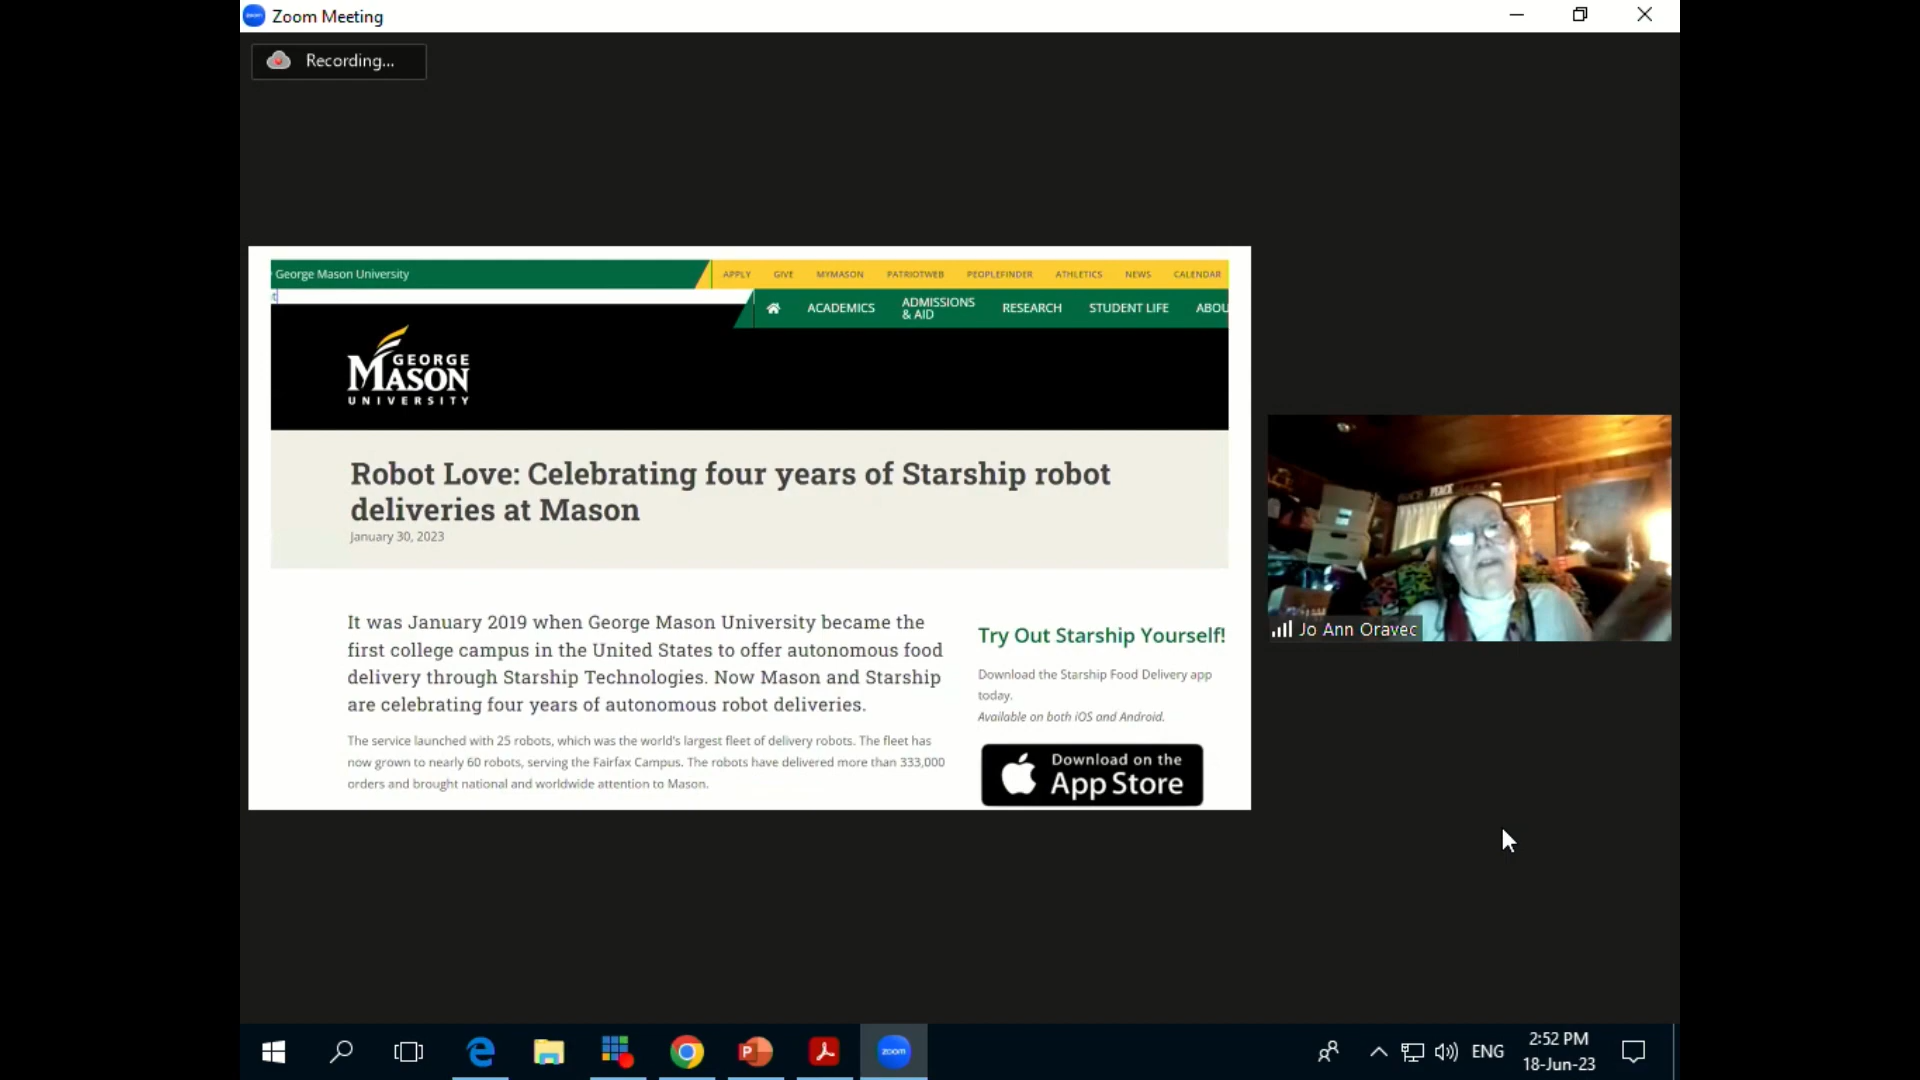 Zoom Meeting
Recording...
George Mason University
APPLY GIVE MYMASON PATRIOTWEB PEOPLEFINDER ATHLETICS NEWS CALENDAR
ACADEMICS ADMISSIONS & AID RESEARCH STUDENT LIFE ABOU
GEORGE
MASON
UNIVERSITY
Robot Love: Celebrating four years of Starship robot
deliveries at Mason
January 30, 2023
It was January 2019 when George Mason University became the
first college campus in the United States to offer autonomous food
delivery through Starship Technologies. Now Mason and Starship
are celebrating four years of autonomous robot deliveries.
The service launched with 25 robots, which was the world's largest fleet of delivery robots. The fleet has
now grown to nearly 60 robots, serving the Fairfax Campus. The robots have delivered more than 333,000
orders and brought national and worldwide attention to Mason.
Try Out Starship Yourself!
Download the Starship Food Delivery app
today.
Available on both iOS and Android.
Download on the
App Store
PEACE
Jo Ann Oravec
zoom
ENG
2:52 PM
18-Jun-23